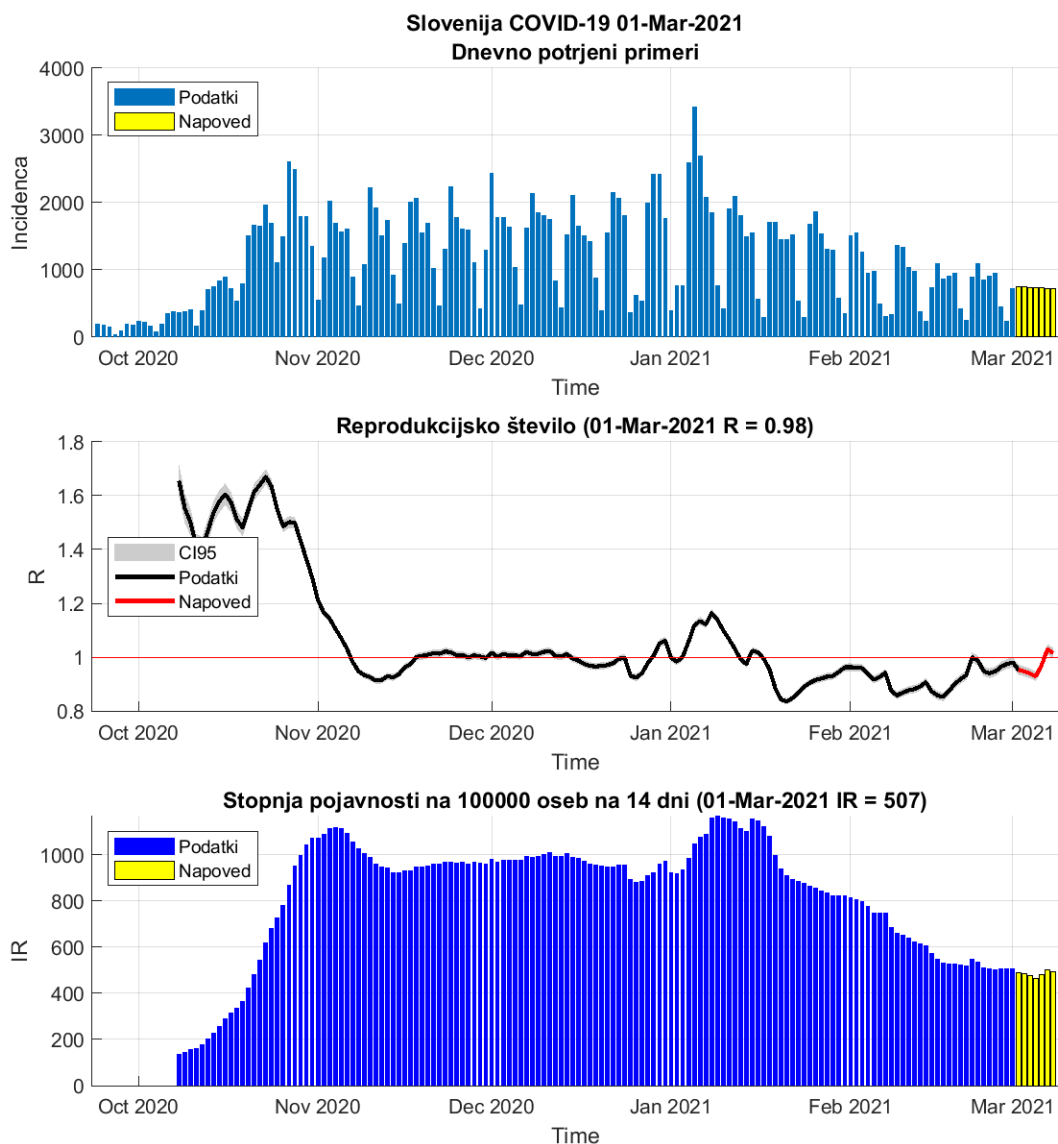 Slovenija COVID-19 01-Mar-2021
Dnevno potrjeni primeri
4000
3000
2000
1000
0
Incidenca
Podatki
Napoved
Oct 2020
Nov 2020
Dec 2020
Jan 2021
Feb 2021
Mar 2021
Time
Reprodukcijsko število (01-Mar-2021 R = 0.98)
1.8
1.6
1.4
1.2
1
0.8
R
CI95
Podatki
Napoved
Oct 2020
Nov 2020
Dec 2020
Jan 2021
Feb 2021
Mar 2021
Time
Stopnja pojavnosti na 100000 oseb na 14 dni (01-Mar-2021 IR = 507)
1000
800
600
400
200
0
IR
Podatki
Napoved
Oct 2020
Nov 2020
Dec 2020
Jan 2021
Feb 2021
Mar 2021
Time